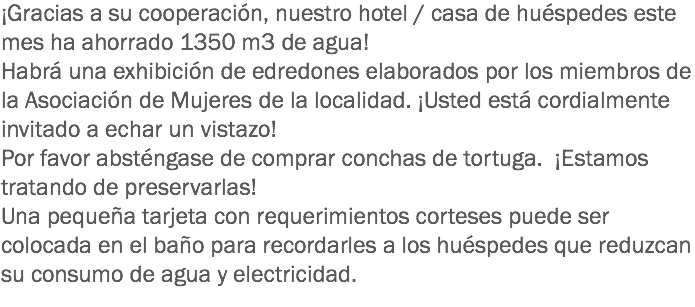 ¡Gracias a su cooperación, nuestro hotel / casa de huéspedes este
mes ha ahorrado 1350 m3 de agua!
Habrá una exhibición de edredones elaborados por los miembros de
la Asociación de Mujeres de la localidad. ¡Usted está cordialmente
invitado a echar un vistazo!
Por favor absténgase de comprar conchas de tortuga.  ¡Estamos
tratando de preservarlas!
Una pequeña tarjeta con requerimientos corteses puede ser
colocada en el baño para recordarles a los huéspedes que reduzcan
su consumo de agua y electricidad.